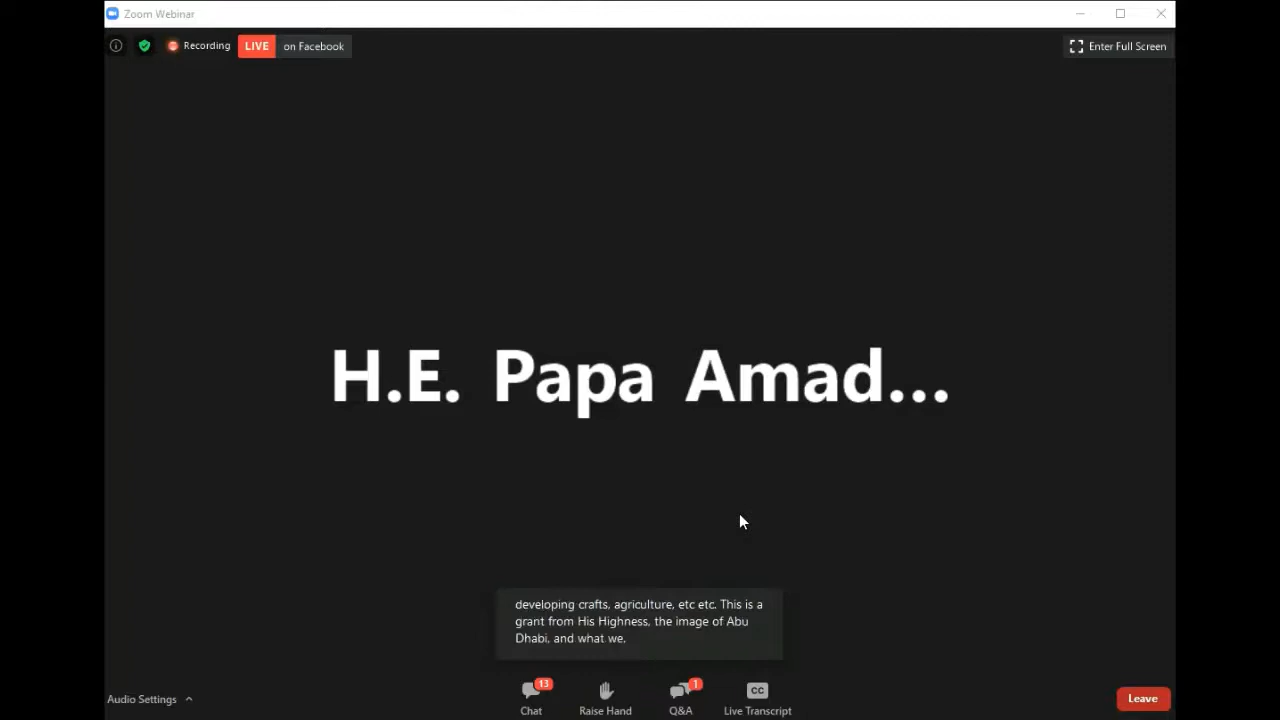 Zoom Webinar
Recording
LIVE on Facebook
Enter Full Screen
H.E. Papa Amad...
developing crafts, agriculture, etc etc. This is a
grant from His Highness, the image of Abu
Dhabi, and what we.
Audio Settings
13
Chat
Raise Hand
1
Q&A
CC
Live Transcript
Leave